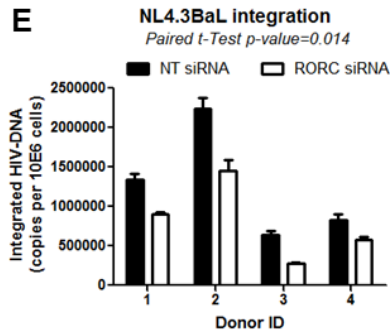 E
NL4.3BaL integration
Paired t-Test p-value=0.014
NT siRNA RORC siRNA
Integrated HIV-DNA
(copies per 10E6 cells)
2500000
2000000
1500000
1000000
500000
0
1 2 3 4
Donor ID